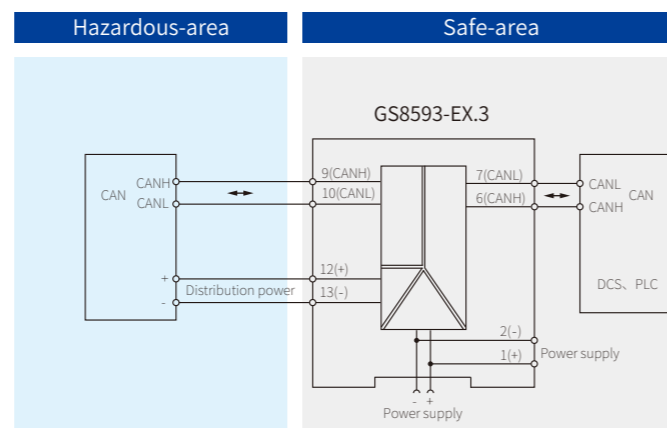 Hazardous-area
Safe-area
GS8593-EX.3
CAN
CANH
CANL
+
Distribution power
-
9(CANH)
10(CANL)
12(+)
13(-)
7(CANL)
6(CANH)
CANL
CAN
CANH
DCS、PLC
2(-)
1(+)
Power supply
- +
Power supply